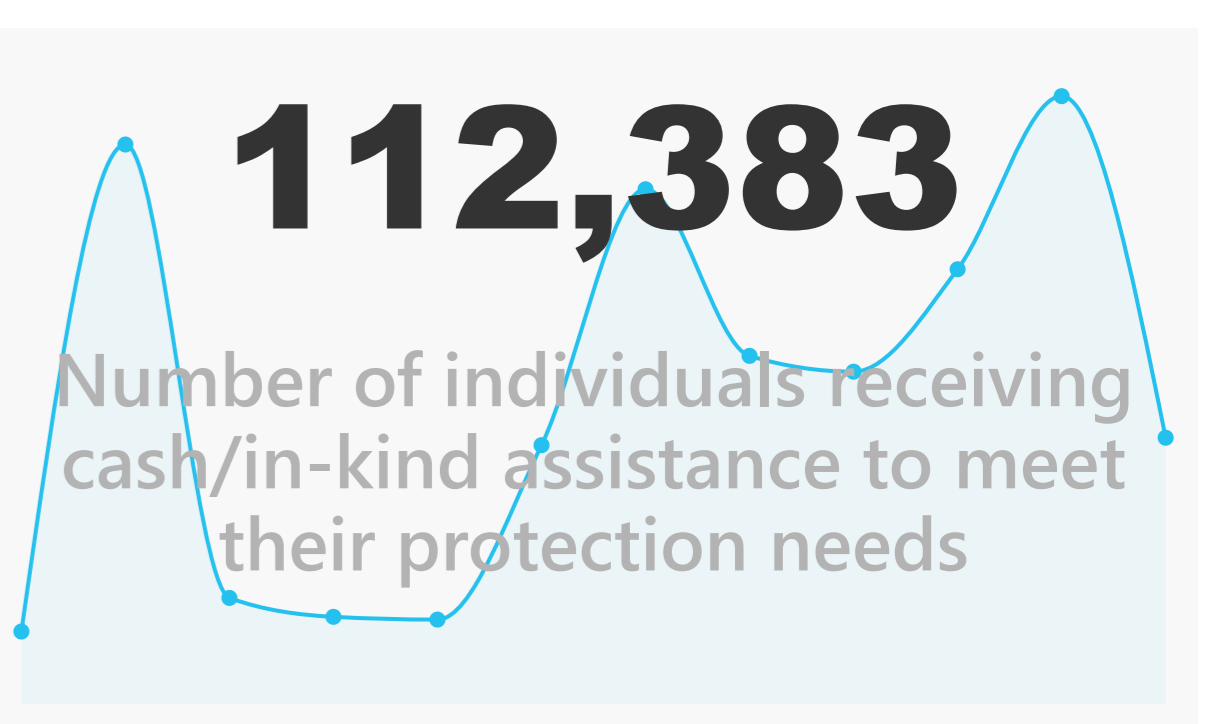 112,383
Number of individuals receiving
cash/in-kind assistance to meet
their protection needs